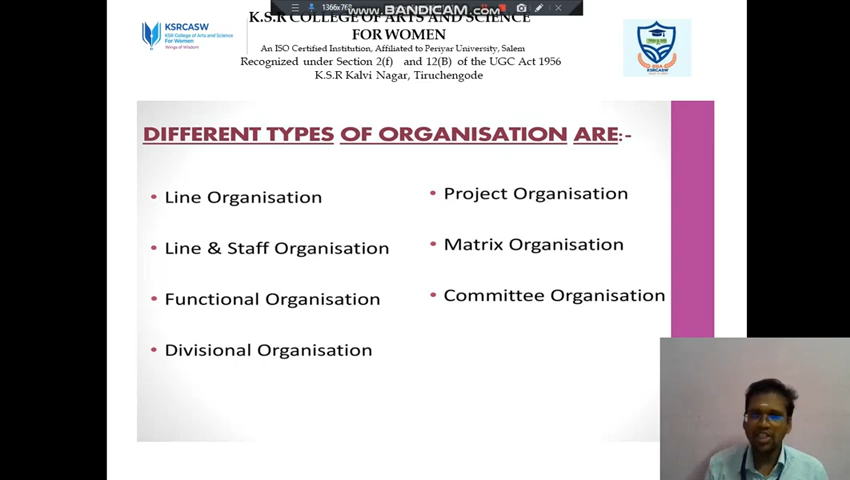 1366x768
www.BANDICAM.com
K.S.R COLLEGE OF ARTS AND SCIENCE
FOR WOMEN
An ISO Certified Institution, Affiliated to Periyar University, Salem
Recognized under Section 2(f) and 12(B) of the UGC Act 1956
K.S.R Kalvi Nagar, Tiruchengode
KSRCASW
KSR College of Arts and Science
For Women
Wings of Wisdom
KSRCASW
DIFFERENT TYPES OF ORGANISATION ARE:-
• Line Organisation
• Line & Staff Organisation
• Functional Organisation
• Divisional Organisation
• Project Organisation
• Matrix Organisation
• Committee Organisation